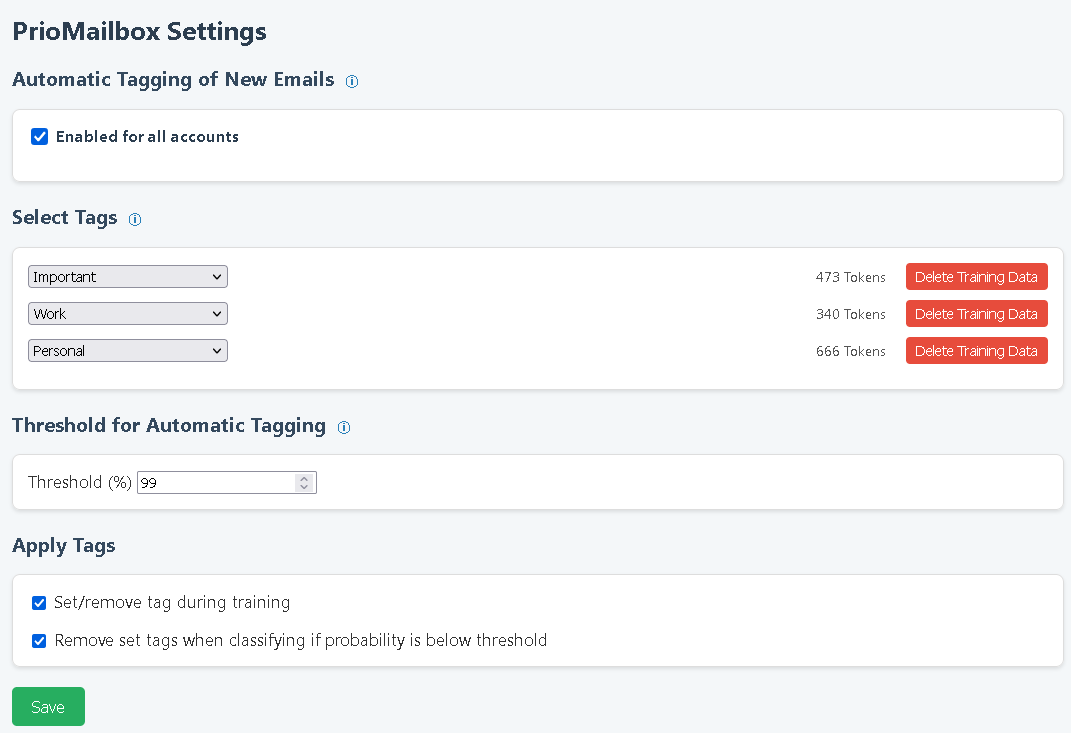 PrioMailbox Settings
Automatic Tagging of New Emails
Enabled for all accounts
Select Tags
Important 473 Tokens Delete Training Data
Work 340 Tokens Delete Training Data
Personal 666 Tokens Delete Training Data
Threshold for Automatic Tagging
Threshold (%) 99
Apply Tags
Set/remove tag during training
Remove set tags when classifying if probability is below threshold
Save